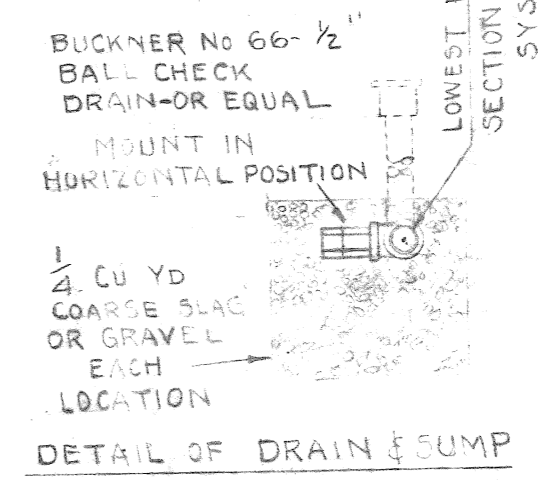 BUCKNER No 66-½"
BALL CHECK
DRAIN-OR EQUAL
MOUNT IN
HORIZONTAL POSITION
¼ CU YD
COARSE SLAG
OR GRAVEL
EACH
LOCATION
LOWEST
SECTION
SYS
DETAIL OF DRAIN & SUMP